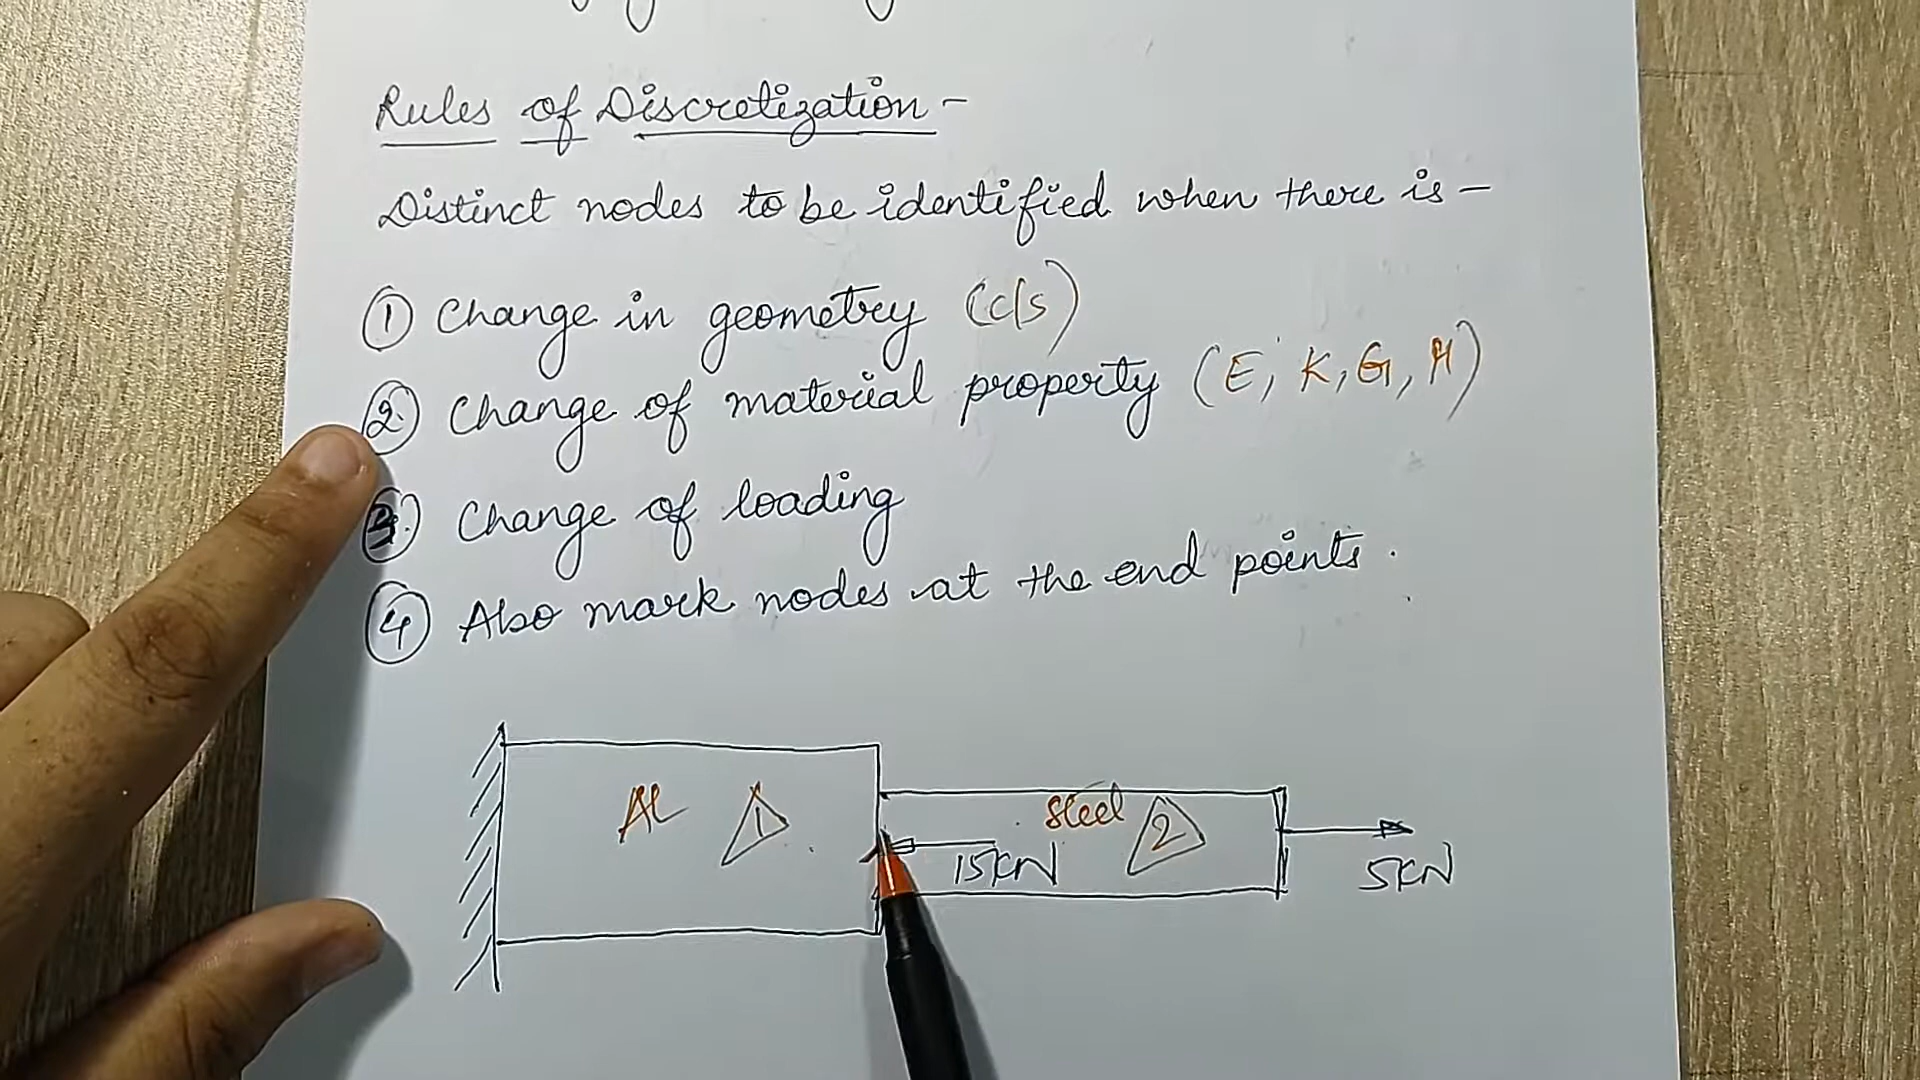 Rules of Discretization -
Distinct nodes to be identified when there is -
① Change in geometry (c/s)
②. Change of material property (E, K, G, H)
3.) Change of loading
④ Also mark nodes at the end points.
AL 1 steel 2
15KN 5KN